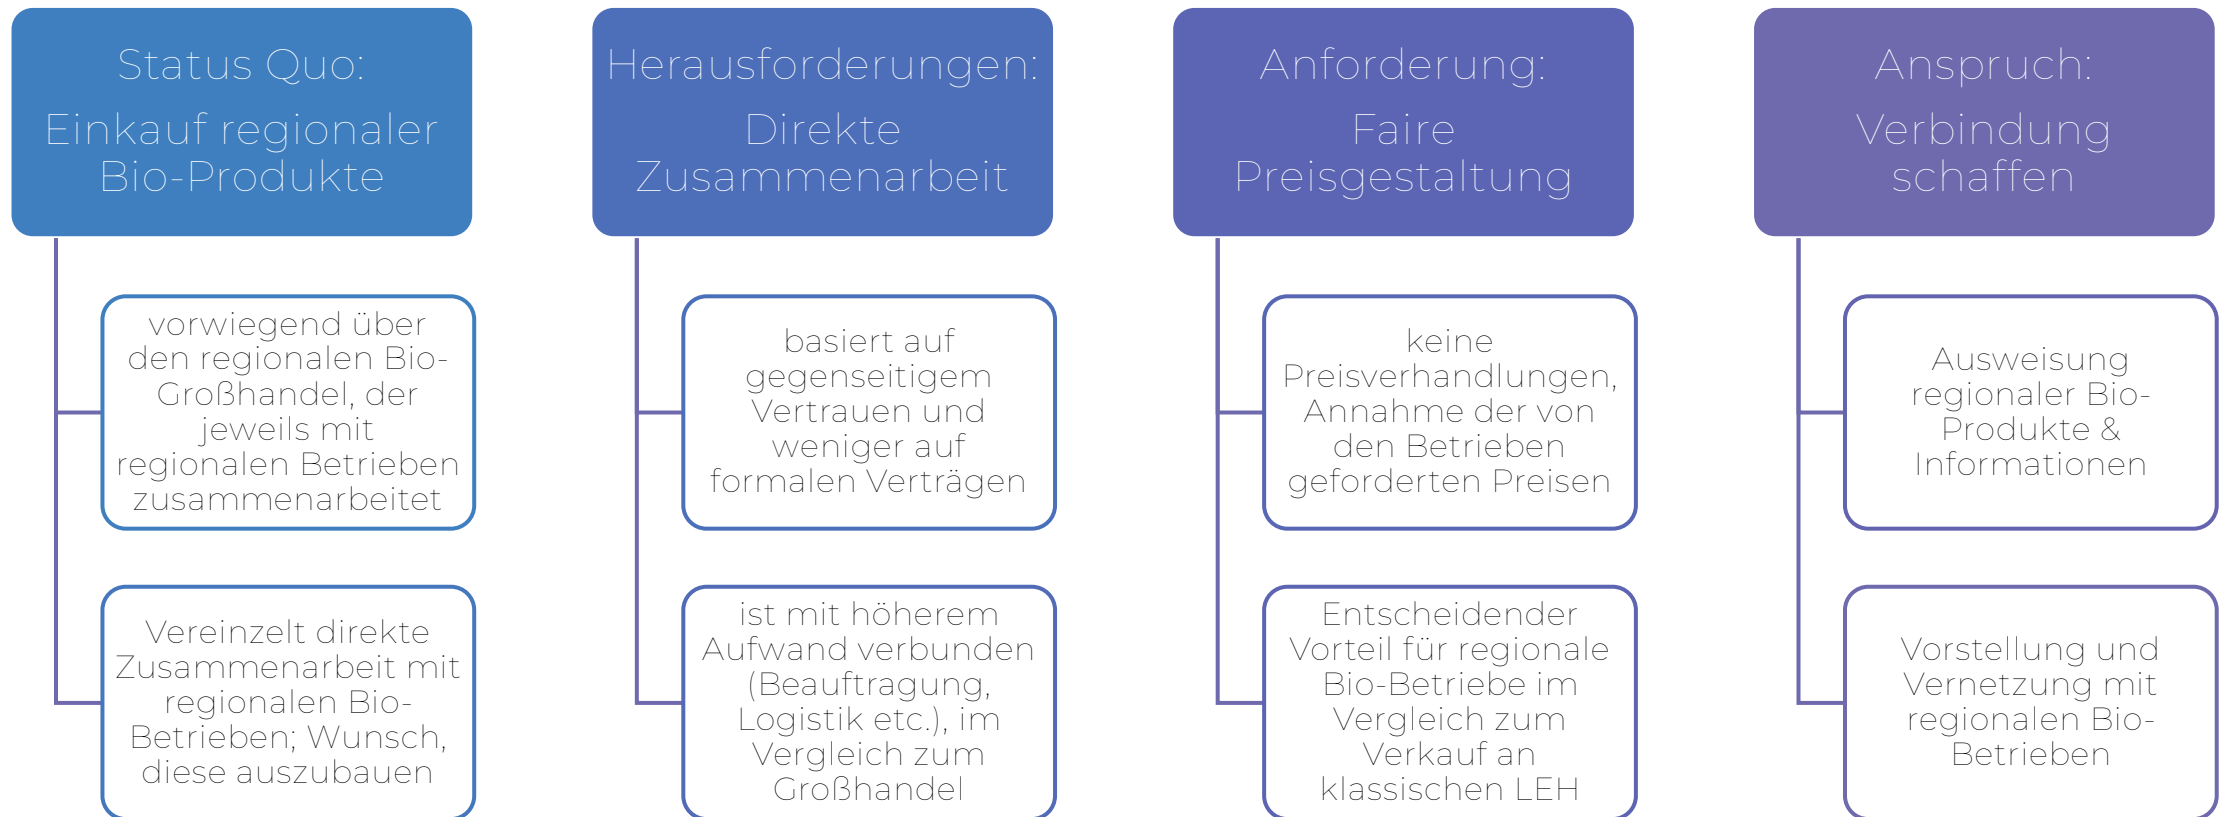 Status Quo:
Einkauf regionaler
Bio-Produkte
vorwiegend über
den regionalen Bio-
Großhandel, der
jeweils mit
regionalen Betrieben
zusammenarbeitet
Vereinzelt direkte
Zusammenarbeit mit
regionalen Bio-
Betrieben; Wunsch,
diese auszubauen
Herausforderungen:
Direkte
Zusammenarbeit
basiert auf
gegenseitigem
Vertrauen und
weniger auf
formalen Verträgen
ist mit höherem
Aufwand verbunden
(Beauftragung,
Logistik etc.), im
Vergleich zum
Großhandel
Anforderung:
Faire
Preisgestaltung
keine
Preisverhandlungen,
Annahme der von
den Betrieben
geforderten Preisen
Entscheidender
Vorteil für regionale
Bio-Betriebe im
Vergleich zum
Verkauf an
klassischen LEH
Anspruch:
Verbindung
schaffen
Ausweisung
regionaler Bio-
Produkte &
Informationen
Vorstellung und
Vernetzung mit
regionalen Bio-
Betrieben